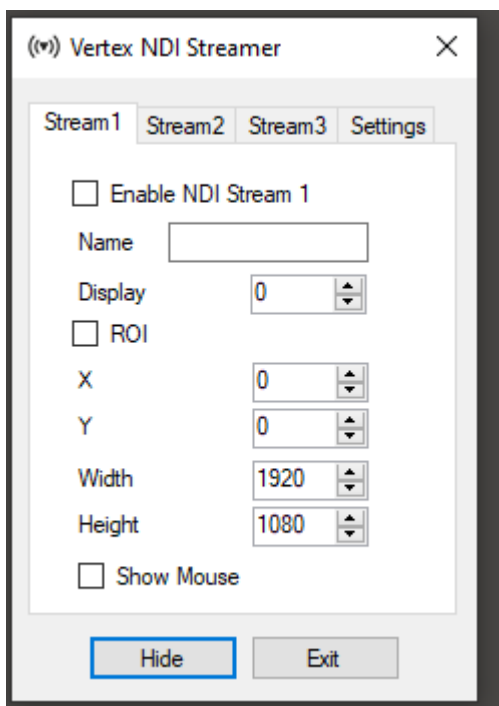 Vertex NDI Streamer
Stream1 Stream2 Stream3 Settings
Enable NDI Stream 1
Name
Display 0
ROI
X 0
Y 0
Width 1920
Height 1080
Show Mouse
Hide Exit